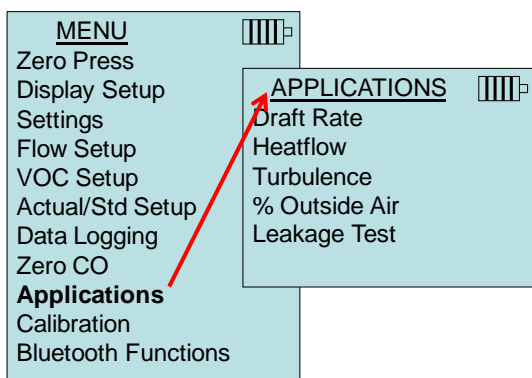 MENU
Zero Press
Display Setup
Settings
Flow Setup
VOC Setup
Actual/Std Setup
Data Logging
Zero CO
Applications
Calibration
Bluetooth Functions
APPLICATIONS
Draft Rate
Heatflow
Turbulence
% Outside Air
Leakage Test